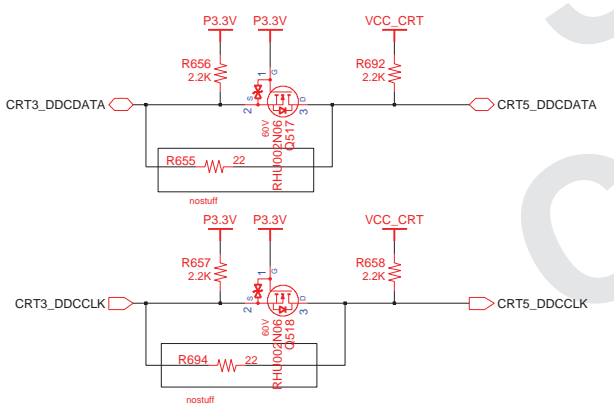 P3.3V P3.3V VCC_CRT
R656 2.2K
1 G
R692 2.2K
CRT3_DDCDATA
2 S
D 3
CRT5_DDCDATA
60V
RHU002N06
Q517
R655 22
nostuff
P3.3V P3.3V VCC_CRT
R657 2.2K
1 G
R658 2.2K
CRT3_DDCCLK
2 S
D 3
CRT5_DDCCLK
60V
RHU002N06
Q518
R694 22
nostuff